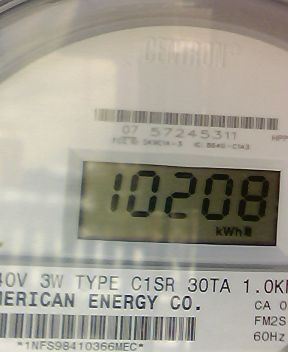 CENTRON
07 57245311
10208
kWh
40V 3W TYPE C1SR 30TA 1.0K
MERICAN ENERGY CO.
CA 0
FM2S
60Hz
*1NFS98410366MEC*